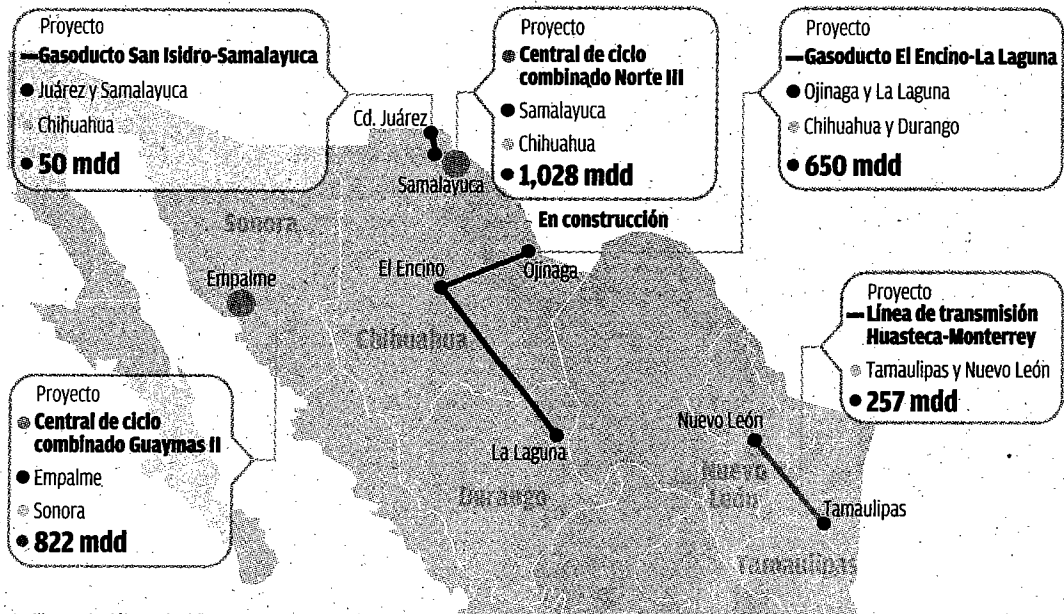 Proyecto
Gasoducto San Isidro-Samalayuca
Juárez y Samalayuca
Chihuahua
50 mdd
Proyecto
Central de ciclo
combinado Norte III
Samalayuca
Chihuahua
1,028 mdd
Proyecto
Gasoducto El Encino-La Laguna
Ojinaga y La Laguna
Chihuahua y Durango
650 mdd
Cd. Juárez
Samalayuca
En construcción
Sonora
El Encino
Ojinaga
Empalme
Chihuahua
Proyecto
Línea de transmisión
Huasteca-Monterrey
Tamaulipas y Nuevo León
257 mdd
Proyecto
Central de ciclo
combinado Guaymas II
Empalme
Sonora
822 mdd
Nuevo León
La Laguna
Nuevo
León
Durango
Tamaulipas
Tamaulipas